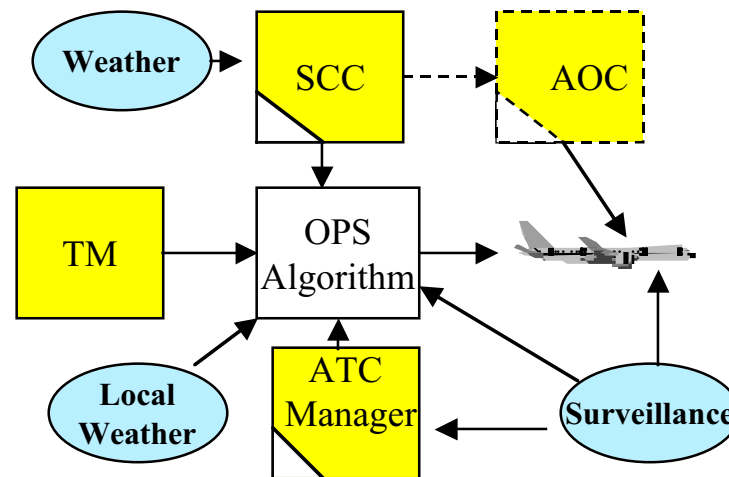 Weather
SCC
AOC
TM
OPS
Algorithm
Local
Weather
ATC
Manager
Surveillance